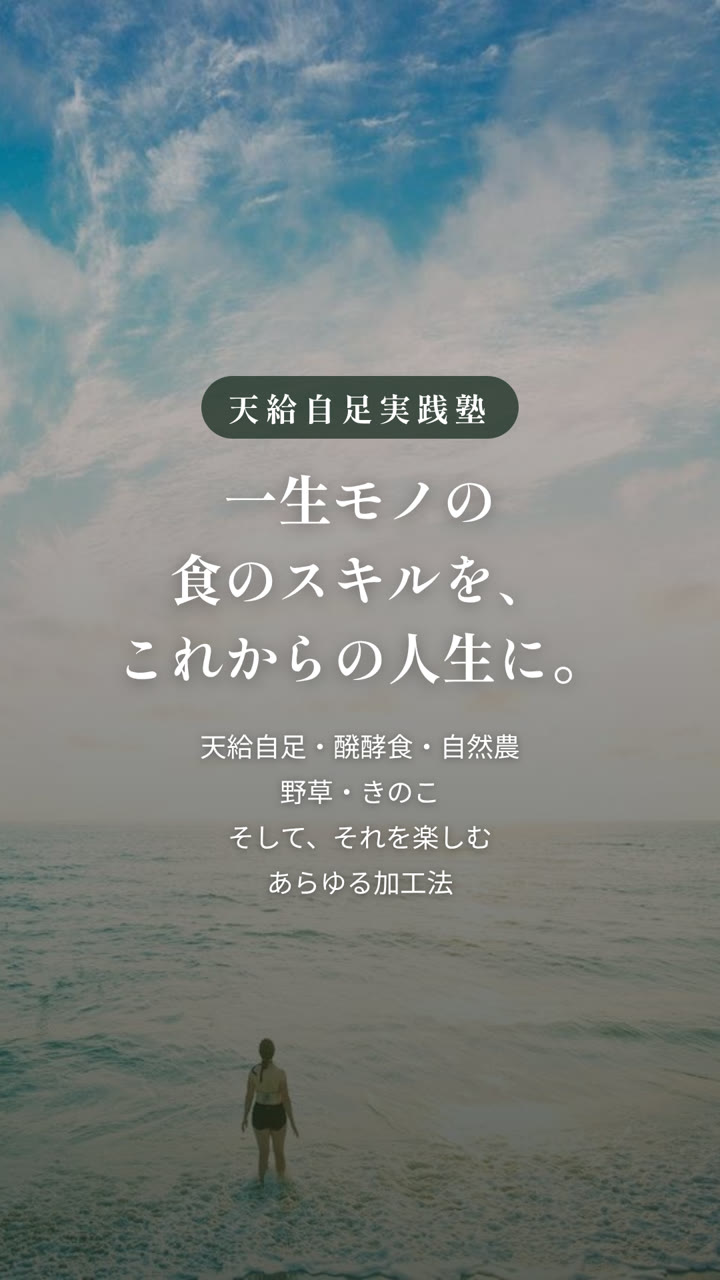 天給自足実践塾
一生モノの
食のスキルを、
これからの人生に。
天給自足・醗酵食・自然農
野草・きのこ
そして、それを楽しむ
あらゆる加工法